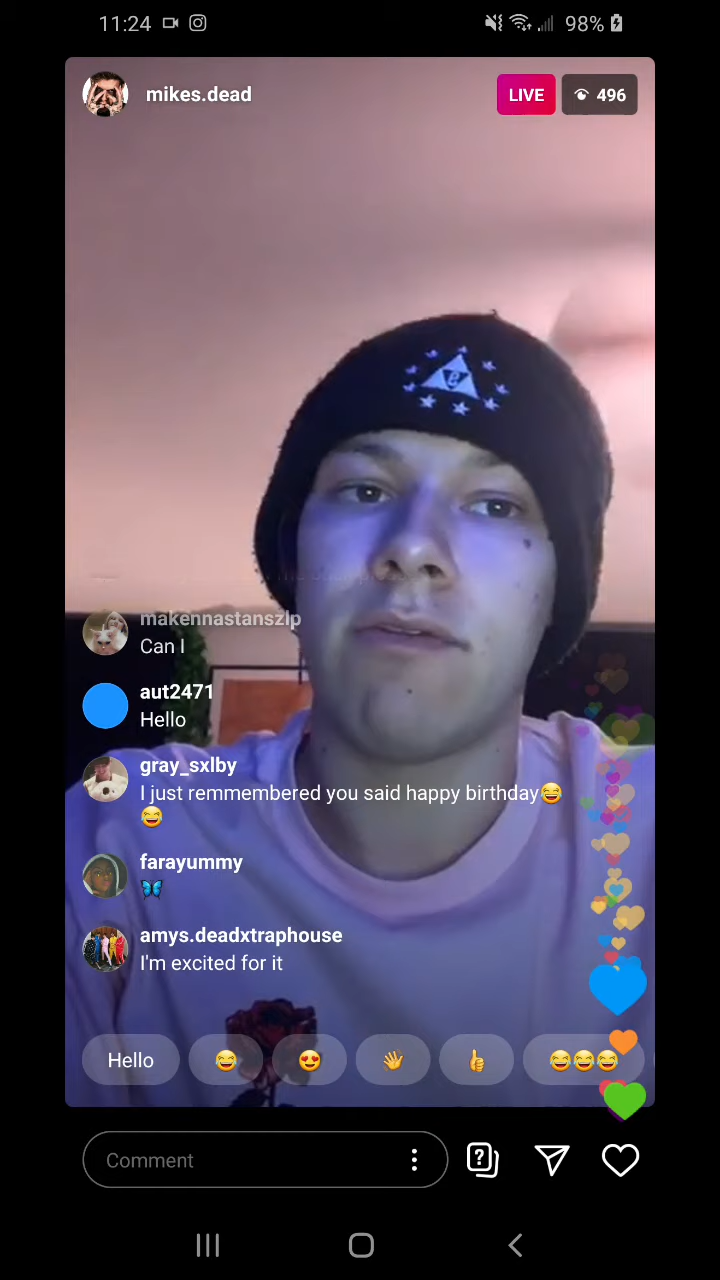 11:24
98%
mikes.dead
LIVE
496
makennastanszlp
Can I
aut2471
Hello
gray_sxlby
I just remmembered you said happy birthday😅
😂
farayummy
🦋
amys.deadxtraphouse
I'm excited for it
Hello 😂 😍 👋 👍 😂😂😂
Comment